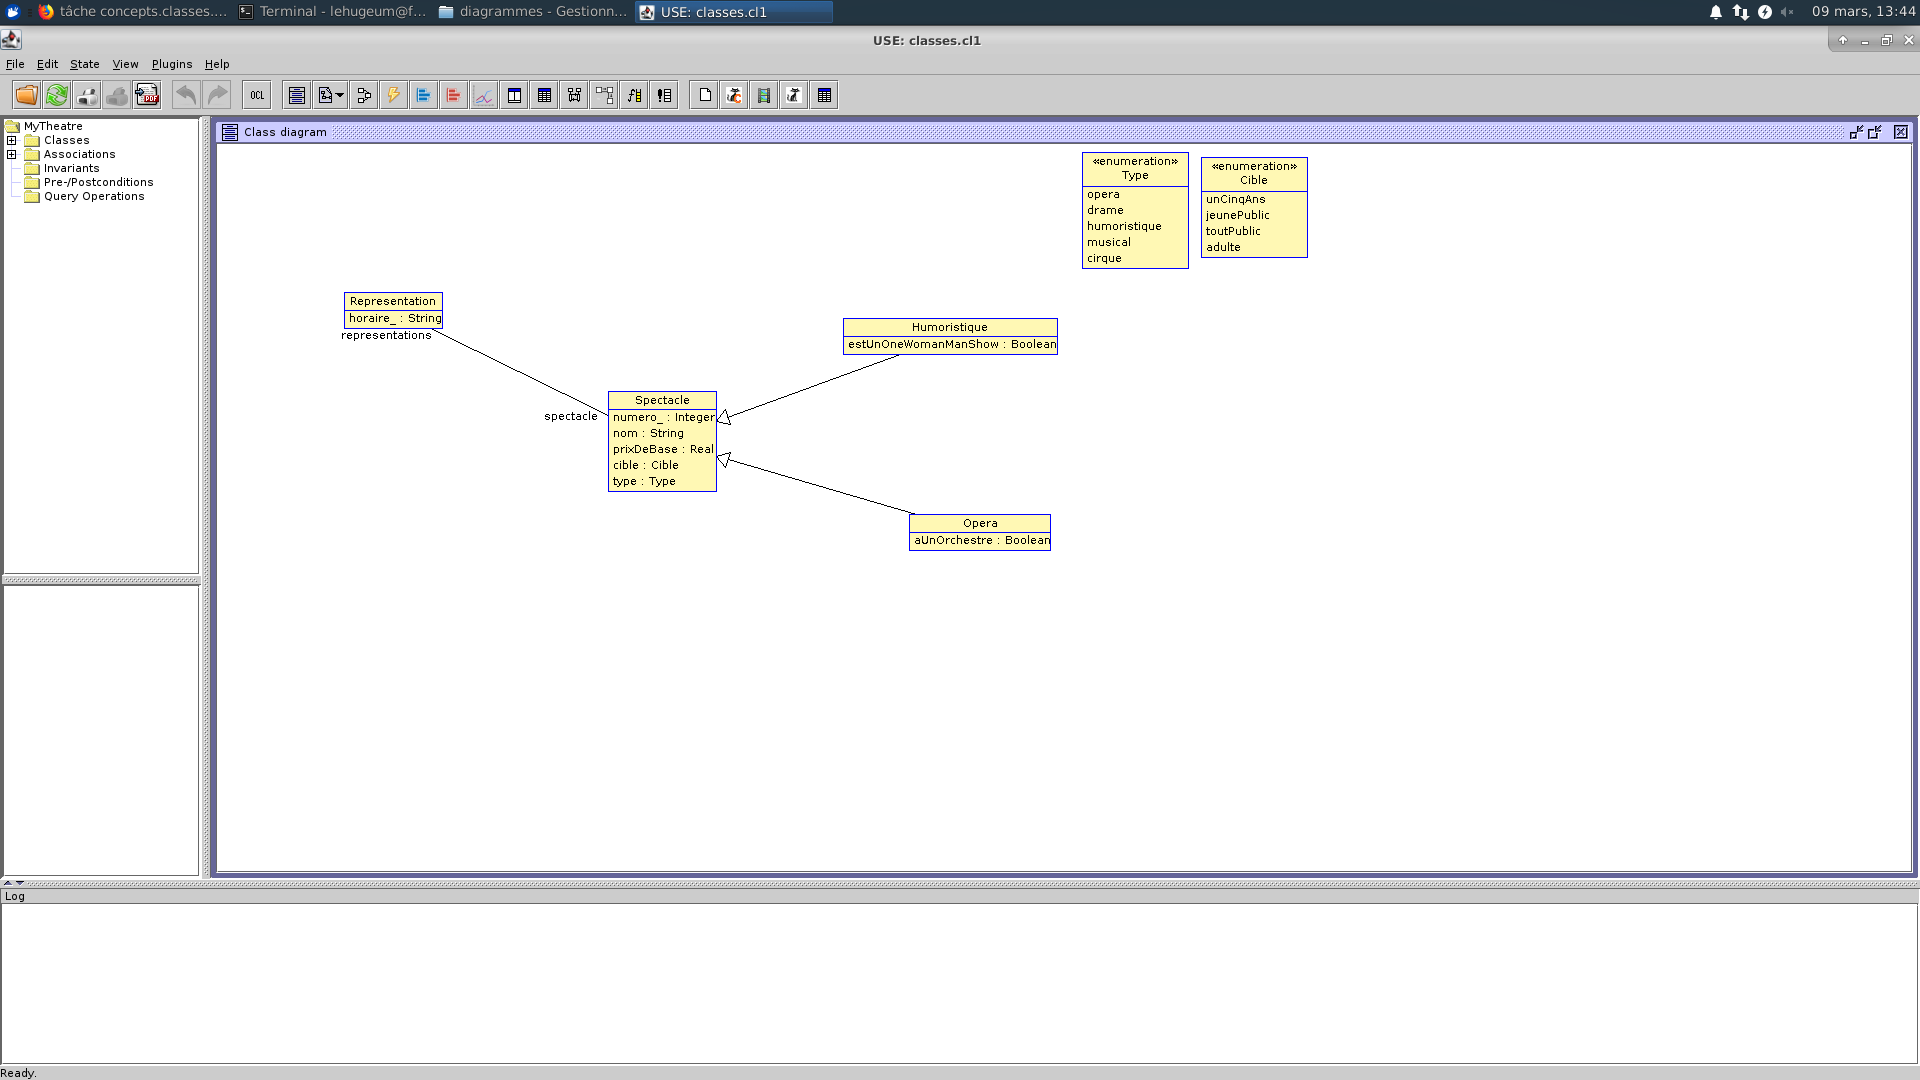 tâche concepts.classes....
Terminal - lehugeum@f...
diagrammes - Gestionn...
USE: classes.cl1
09 mars, 13:44
USE: classes.cl1
File Edit State View Plugins Help
PDF
OCL
MyTheatre
Classes
Associations
Invariants
Pre-/Postconditions
Query Operations
Class diagram
«enumeration»
Type
opera
drame
humoristique
musical
cirque
«enumeration»
Cible
unCinqAns
jeunePublic
toutPublic
adulte
Representation
horaire_ : String
representations
Humoristique
estUnOneWomanManShow : Boolean
spectacle
Spectacle
numero_ : Integer
nom : String
prixDeBase : Real
cible : Cible
type : Type
Opera
aUnOrchestre : Boolean
Log
Ready.